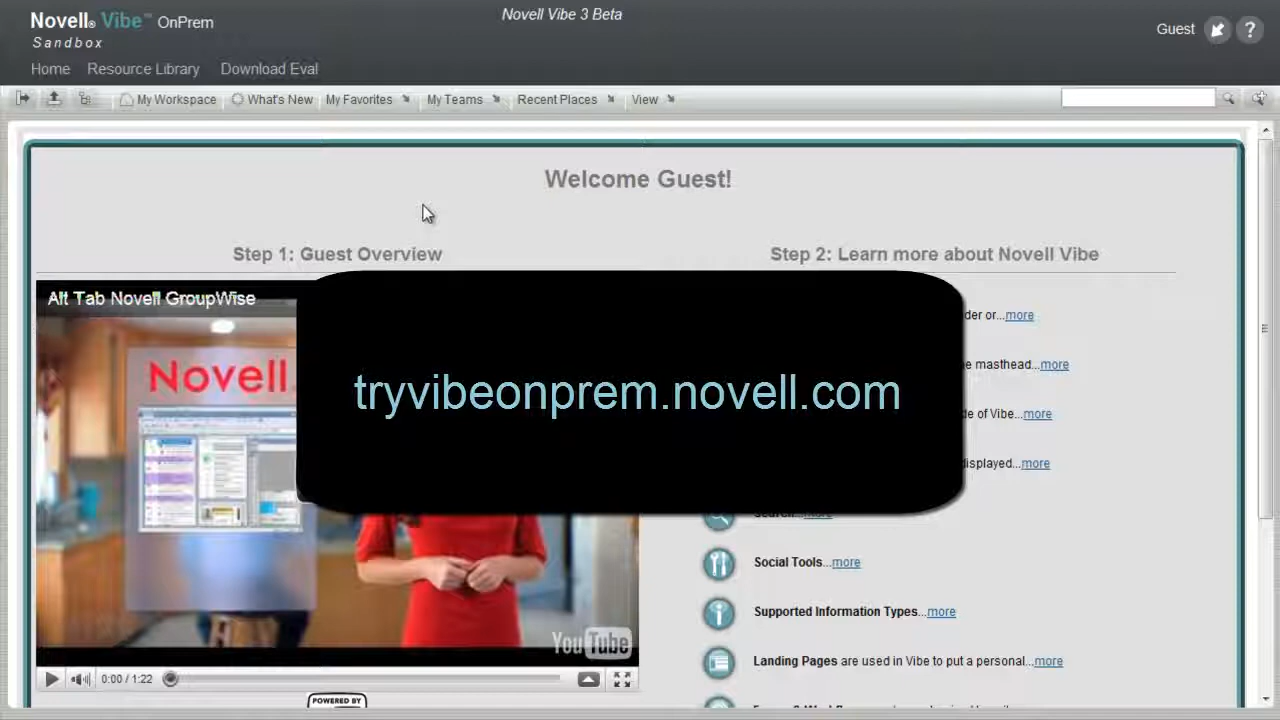 Novell® Vibe™ OnPrem
Sandbox
Novell Vibe 3 Beta
Guest
?
Home Resource Library Download Eval
My Workspace What's New My Favorites My Teams Recent Places View
Welcome Guest!
Step 1: Guest Overview
Step 2: Learn more about Novell Vibe
Alt Tab Novell GroupWise
Novell.
der or...more
e masthead...more
tryvibeonprem.novell.com
de of Vibe...more
isplayed...more
Search...more
Social Tools...more
Supported Information Types...more
YouTube
Landing Pages are used in Vibe to put a personal...more
0:00 / 1:22
POWERED BY